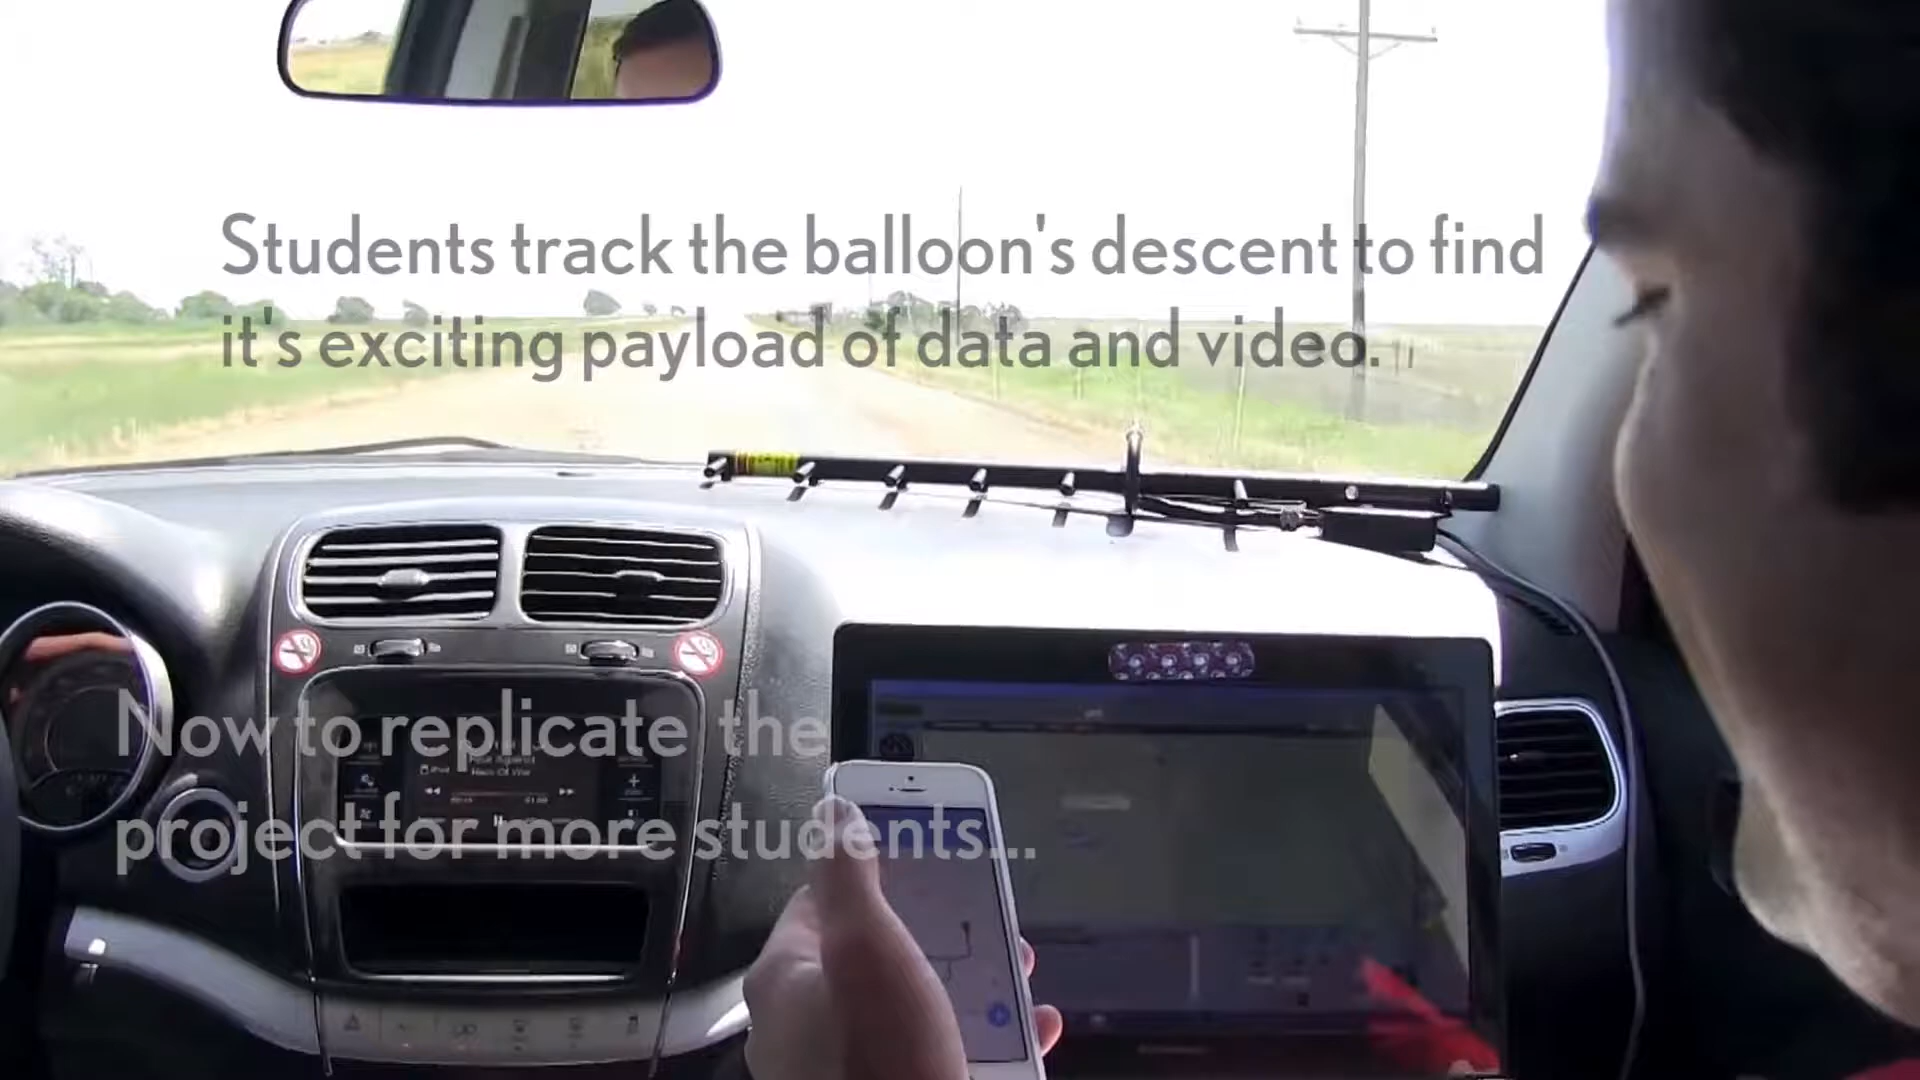 Students track the balloon's descent to find
it's exciting payload of data and video.
Now to replicate the
project for more students...